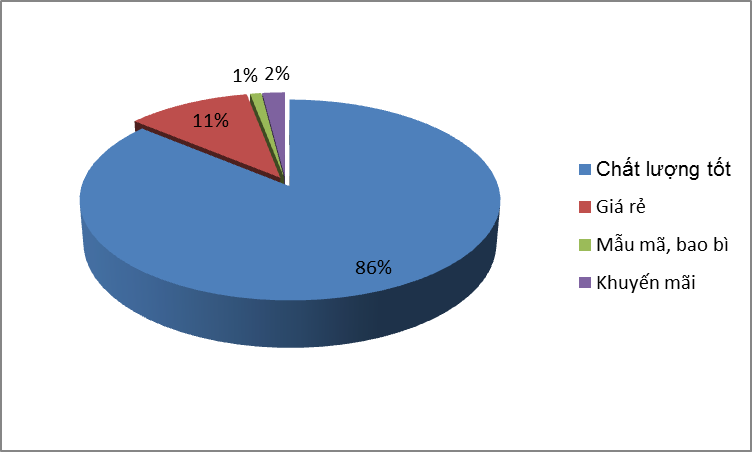 1% 2%
11%
86%
Chất lượng tốt
Giá rẻ
Mẫu mã, bao bì
Khuyến mãi